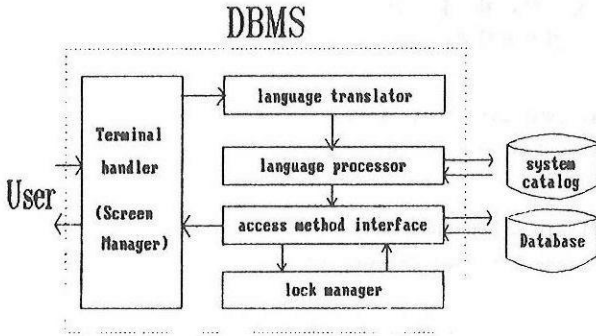 DBMS
User
Terminal
handler
(Screen
Manager)
language translator
language processor
access method interface
lock manager
system
catalog
Database